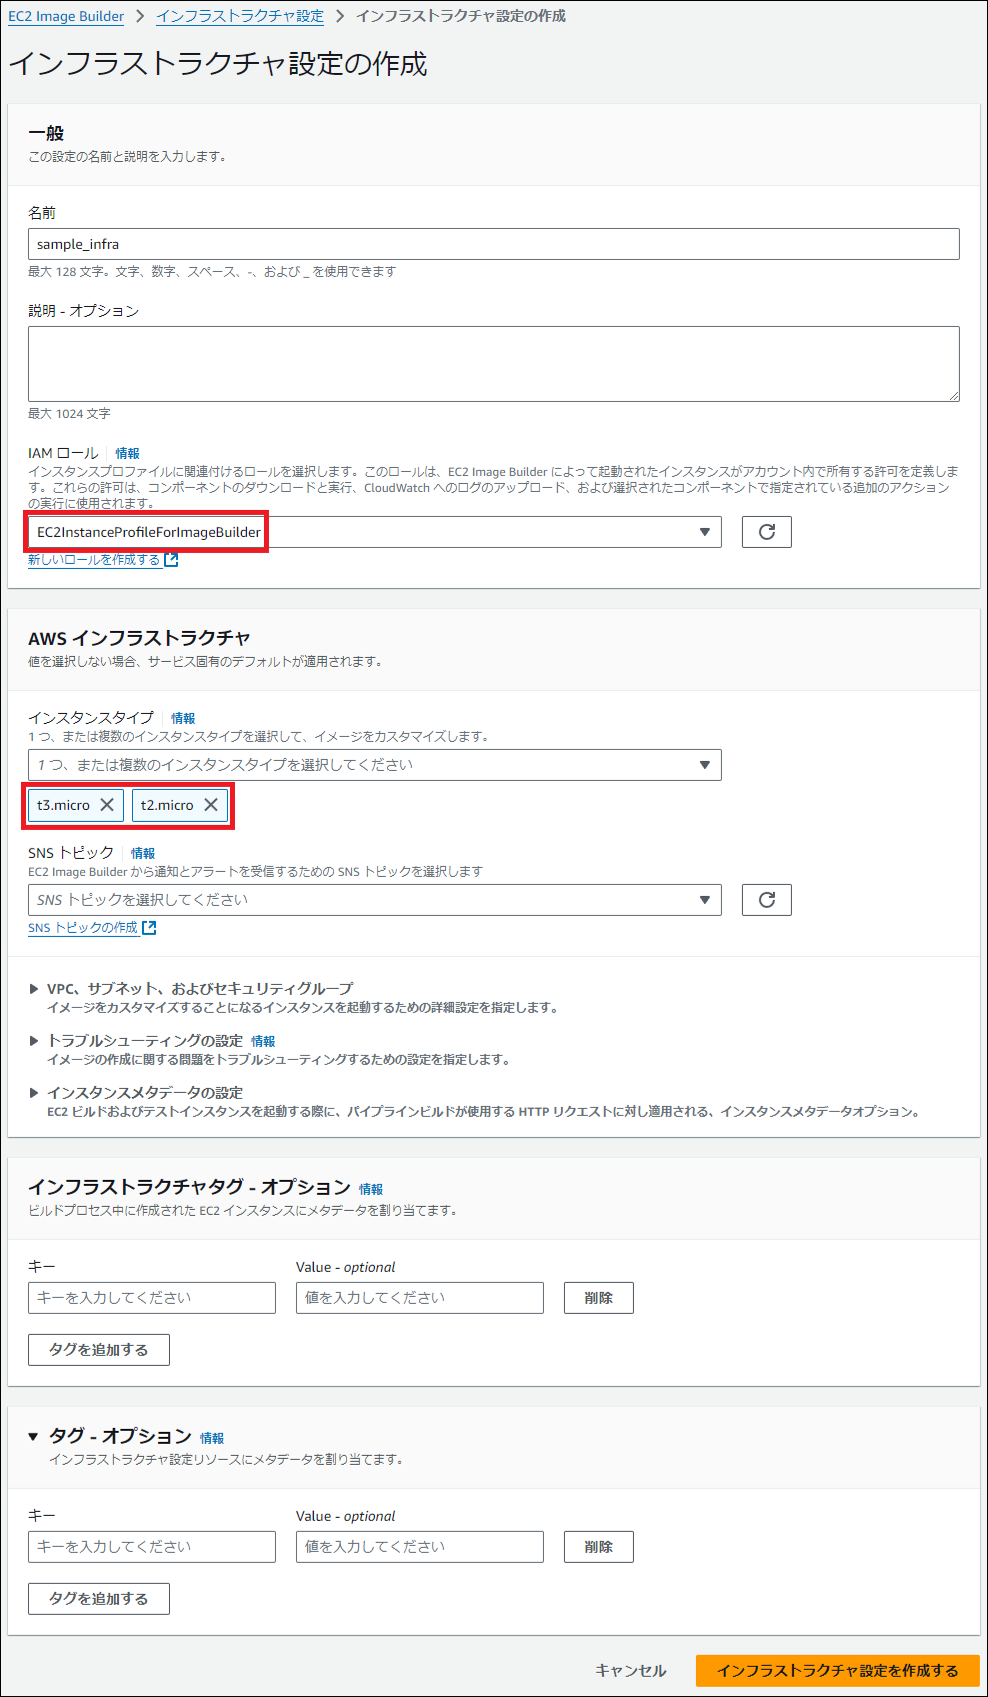 EC2 Image Builder > インフラストラクチャ設定 > インフラストラクチャ設定の作成
インフラストラクチャ設定の作成
一般
この設定の名前と説明を入力します。
名前
sample_infra
最大 128 文字。文字、数字、スペース、-、および _ を使用できます
説明 - オプション
最大 1024 文字
IAM ロール 情報
インスタンスプロファイルに関連付けるロールを選択します。このロールは、EC2 Image Builder によって起動されたインスタンスがアカウント内で所有する許可を定義しま
す。これらの許可は、コンポーネントのダウンロードと実行、CloudWatch へのログのアップロード、および選択されたコンポーネントで指定されている追加のアクション
の実行に使用されます。
EC2InstanceProfileForImageBuilder
新しいロールを作成する
AWS インフラストラクチャ
値を選択しない場合、サービス固有のデフォルトが適用されます。
インスタンスタイプ 情報
1 つ、または複数のインスタンスタイプを選択して、イメージをカスタマイズします。
1 つ、または複数のインスタンスタイプを選択してください
t3.micro t2.micro
SNS トピック 情報
EC2 Image Builder から通知とアラートを受信するための SNS トピックを選択します
SNS トピックを選択してください
SNS トピックの作成
VPC、サブネット、およびセキュリティグループ
イメージをカスタマイズすることになるインスタンスを起動するための詳細設定を指定します。
トラブルシューティングの設定 情報
イメージの作成に関する問題をトラブルシューティングするための設定を指定します。
インスタンスメタデータの設定
EC2 ビルドおよびテストインスタンスを起動する際に、パイプラインビルドが使用する HTTP リクエストに対し適用される、インスタンスメタデータオプション。
インフラストラクチャタグ - オプション 情報
ビルドプロセス中に作成された EC2 インスタンスにメタデータを割り当てます。
キー Value - optional
キーを入力してください 値を入力してください 削除
タグを追加する
タグ - オプション 情報
インフラストラクチャ設定リソースにメタデータを割り当てます。
キー Value - optional
キーを入力してください 値を入力してください 削除
タグを追加する
キャンセル インフラストラクチャ設定を作成する